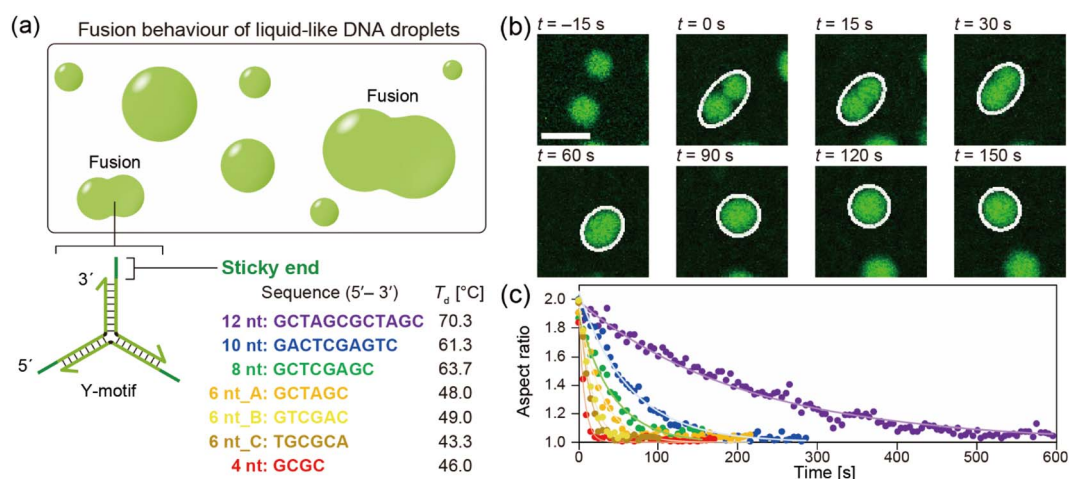 (a)
Fusion behaviour of liquid-like DNA droplets
Fusion
Fusion
Sticky end
3´
5´
Y-motif
Sequence (5′– 3′) T_d [°C]
12 nt: GCTAGCGCTAGC 70.3
10 nt: GACTCGAGTC 61.3
8 nt: GCTCGAGC 63.7
6 nt_A: GCTAGC 48.0
6 nt_B: GTCGAC 49.0
6 nt_C: TGCGCA 43.3
4 nt: GCGC 46.0
(b)
t = –15 s t = 0 s t = 15 s t = 30 s
t = 60 s t = 90 s t = 120 s t = 150 s
(c)
Aspect ratio
2.0
1.8
1.6
1.4
1.2
1.0
0 100 200 300 400 500 600
Time [s]